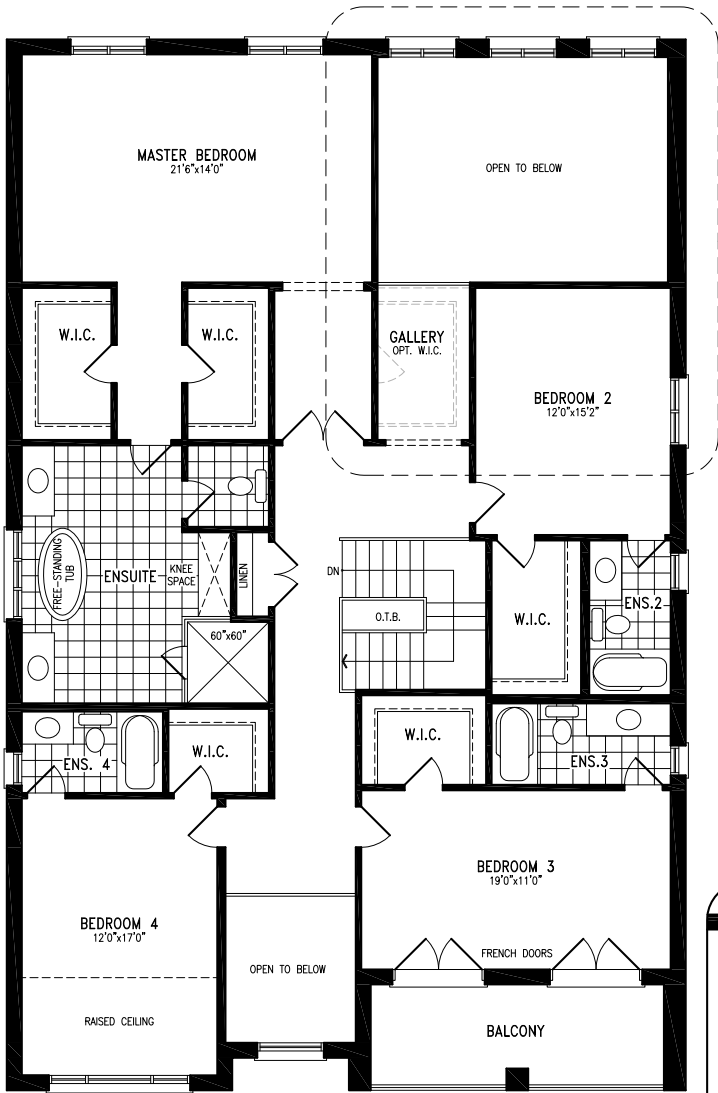 MASTER BEDROOM
21'6"x14'0"
OPEN TO BELOW
W.I.C.
W.I.C.
GALLERY
OPT. W.I.C.
BEDROOM 2
12'0"x15'2"
FREE-STANDING
TUB
ENSUITE
KNEE
SPACE
LINEN
60"x60"
DN
O.T.B.
W.I.C.
ENS.2
ENS. 4
W.I.C.
W.I.C.
ENS.3
BEDROOM 3
19'0"x11'0"
FRENCH DOORS
BEDROOM 4
12'0"x17'0"
RAISED CEILING
OPEN TO BELOW
BALCONY